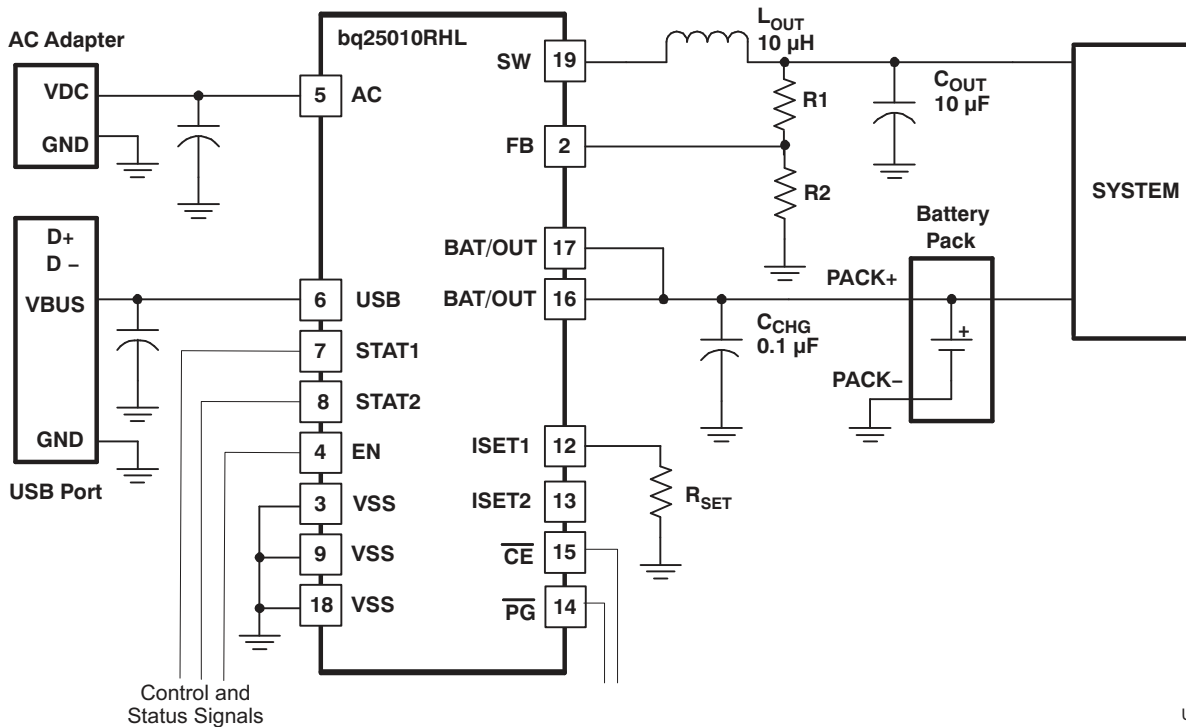 AC Adapter
VDC
GND
D+
D −
VBUS
GND
USB Port
bq25010RHL
5 AC
6 USB
7 STAT1
8 STAT2
4 EN
3 VSS
9 VSS
18 VSS
SW 19
FB 2
BAT/OUT 17
BAT/OUT 16
ISET1 12
ISET2 13
CE 15
PG 14
LOUT
10 µH
R1
R2
COUT
10 µF
CCHG
0.1 µF
RSET
Battery
Pack
PACK+
+
PACK−
SYSTEM
Control and
Status Signals
U